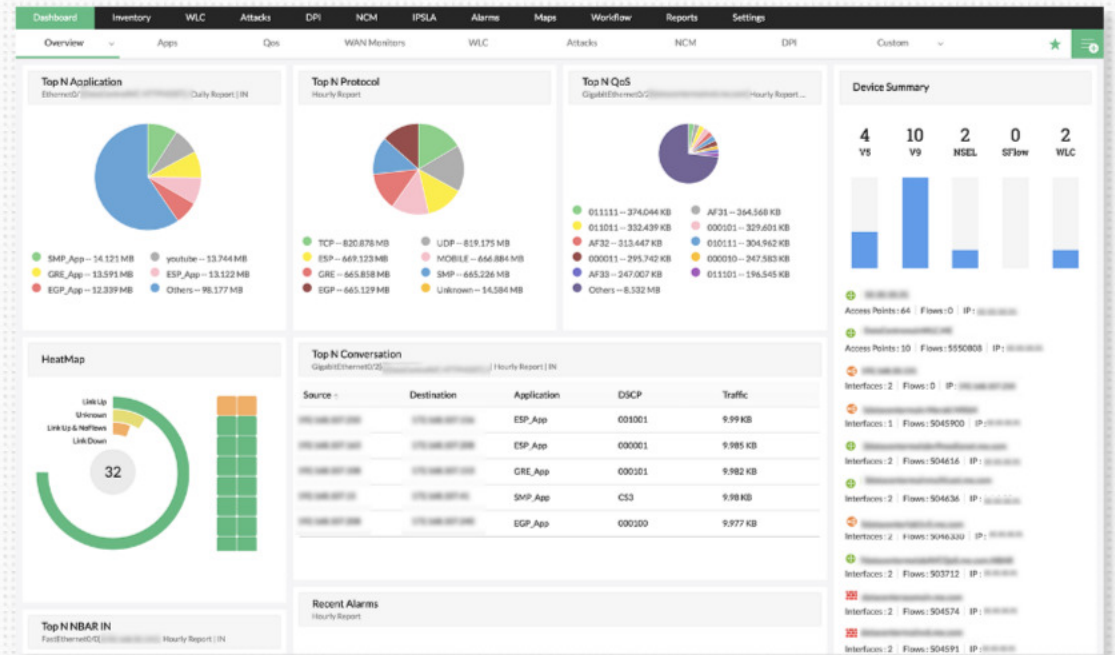 Dashboard Inventory WLC Attacks DPI NCM IPSLA Alarms Maps Workflow Reports Settings
Overview Apps Qos WAN Monitors WLC Attacks NCM DPI Custom
Top N Application
Ethernet0/ Daily Report | IN
SMP_App -- 14.121 MB youtube -- 13.744 MB
GRE_App -- 13.591 MB ESP_App -- 13.122 MB
EGP_App -- 12.339 MB Others -- 98.177 MB
Top N Protocol
Hourly Report
TCP -- 820.878 MB UDP -- 819.175 MB
ESP -- 669.123 MB MOBILE -- 666.884 MB
GRE -- 665.858 MB SMP -- 665.226 MB
EGP -- 665.129 MB Unknown -- 14.584 MB
Top N QoS
GigabitEthernet0/2 Hourly Report ...
011111 -- 374.044 KB AF31 -- 364.568 KB
011011 -- 332.439 KB 000101 -- 329.601 KB
AF32 -- 313.447 KB 010111 -- 304.962 KB
000011 -- 295.742 KB 000010 -- 247.583 KB
AF33 -- 247.007 KB 011101 -- 196.545 KB
Others -- 8.532 MB
Device Summary
4 10 2 0 2
V5 V9 NSEL SFlow WLC
Access Points : 64 | Flows : 0 | IP :
Access Points : 10 | Flows : 5550808 | IP :
Interfaces : 2 | Flows : 0 | IP :
Interfaces : 1 | Flows : 5045900 | IP :
Interfaces : 2 | Flows : 504616 | IP :
Interfaces : 2 | Flows : 504636 | IP :
Interfaces : 2 | Flows : 5046330 | IP :
Interfaces : 2 | Flows : 503712 | IP :
Interfaces : 2 | Flows : 504574 | IP :
Interfaces : 2 | Flows : 504591 | IP :
HeatMap
Link Up
Unknown
Link Up & NoFlows
Link Down
32
Top N Conversation
GigabitEthernet0/2( | Hourly Report | IN
Source Destination Application DSCP Traffic
ESP_App 001001 9.99 KB
ESP_App 000001 9.985 KB
GRE_App 000101 9.982 KB
SMP_App CS3 9.98 KB
EGP_App 000100 9.977 KB
Recent Alarms
Hourly Report
Top N NBAR IN
FastEthernet0/0( Hourly Report | IN